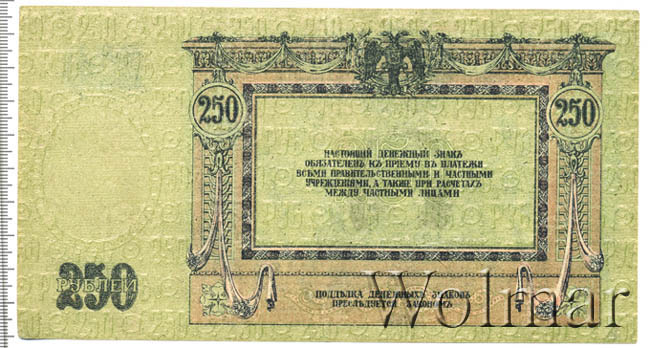 250
250
НАСТОЯЩІЙ ДЕНЕЖНЫЙ ЗНАКЪ
ОБЯЗАТЕЛЕНЪ КЪ ПРІЕМУ ВЪ ПЛАТЕЖИ
ВСѢМИ ПРАВИТЕЛЬСТВЕННЫМИ И ЧАСТНЫМИ
УЧРЕЖДЕНІЯМИ, А ТАКЖЕ ПРИ РАСЧЕТАХЪ
МЕЖДУ ЧАСТНЫМИ ЛИЦАМИ
250
РУБЛЕЙ
ПОДДѢЛКА ДЕНЕЖНЫХЪ ЗНАКОВЪ
ПРЕСЛѢДУЕТСЯ ЗАКОНОМЪ
Wolmar